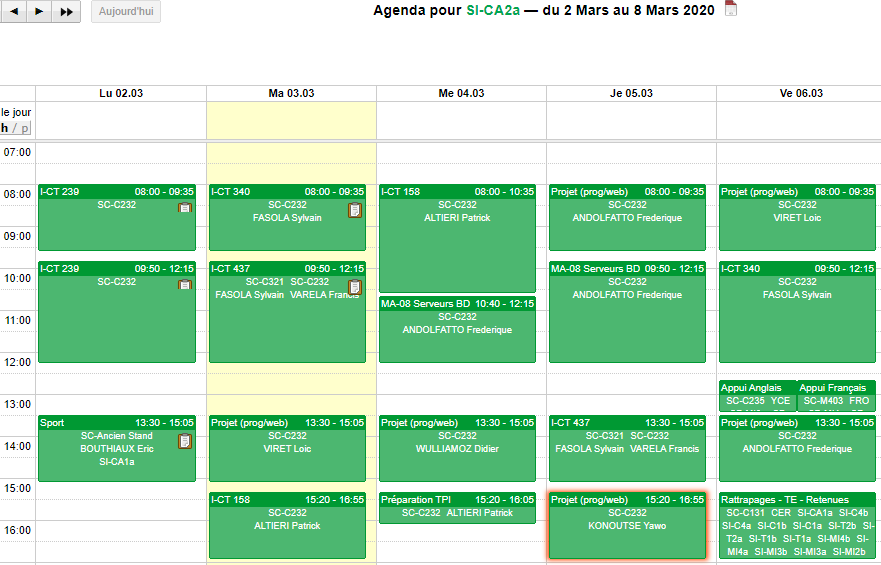 Aujourd'hui
Agenda pour SI-CA2a — du 2 Mars au 8 Mars 2020
Lu 02.03
Ma 03.03
Me 04.03
Je 05.03
Ve 06.03
le jour
h / p
07:00
08:00
09:00
10:00
11:00
12:00
13:00
14:00
15:00
16:00
I-CT 239 08:00 - 09:35
SC-C232
I-CT 239 09:50 - 12:15
SC-C232
Sport 13:30 - 15:05
SC-Ancien Stand
BOUTHIAUX Eric
SI-CA1a
I-CT 340 08:00 - 09:35
SC-C232
FASOLA Sylvain
I-CT 437 09:50 - 12:15
SC-C321 SC-C232
FASOLA Sylvain VARELA Francis
Projet (prog/web) 13:30 - 15:05
SC-C232
VIRET Loic
I-CT 158 15:20 - 16:55
SC-C232
ALTIERI Patrick
I-CT 158 08:00 - 10:35
SC-C232
ALTIERI Patrick
MA-08 Serveurs BD 10:40 - 12:15
SC-C232
ANDOLFATTO Frederique
Projet (prog/web) 13:30 - 15:05
SC-C232
WULLIAMOZ Didier
Préparation TPI 15:20 - 16:05
SC-C232 ALTIERI Patrick
Projet (prog/web) 08:00 - 09:35
SC-C232
ANDOLFATTO Frederique
MA-08 Serveurs BD 09:50 - 12:15
SC-C232
ANDOLFATTO Frederique
I-CT 437 13:30 - 15:05
SC-C321 SC-C232
FASOLA Sylvain VARELA Francis
Projet (prog/web) 15:20 - 16:55
SC-C232
KONOUTSE Yawo
Projet (prog/web) 08:00 - 09:35
SC-C232
VIRET Loic
I-CT 340 09:50 - 12:15
SC-C232
FASOLA Sylvain
Appui Anglais
SC-C235 YCE
Appui Français
SC-M403 FRO
Projet (prog/web) 13:30 - 15:05
SC-C232
ANDOLFATTO Frederique
Rattrapages - TE - Retenues
SC-C131 CER SI-CA1a SI-C4b
SI-C4a SI-C1b SI-C1a SI-T2b SI-
T2a SI-T1b SI-T1a SI-MI4b SI-
MI4a SI-MI3b SI-MI3a SI-MI2b